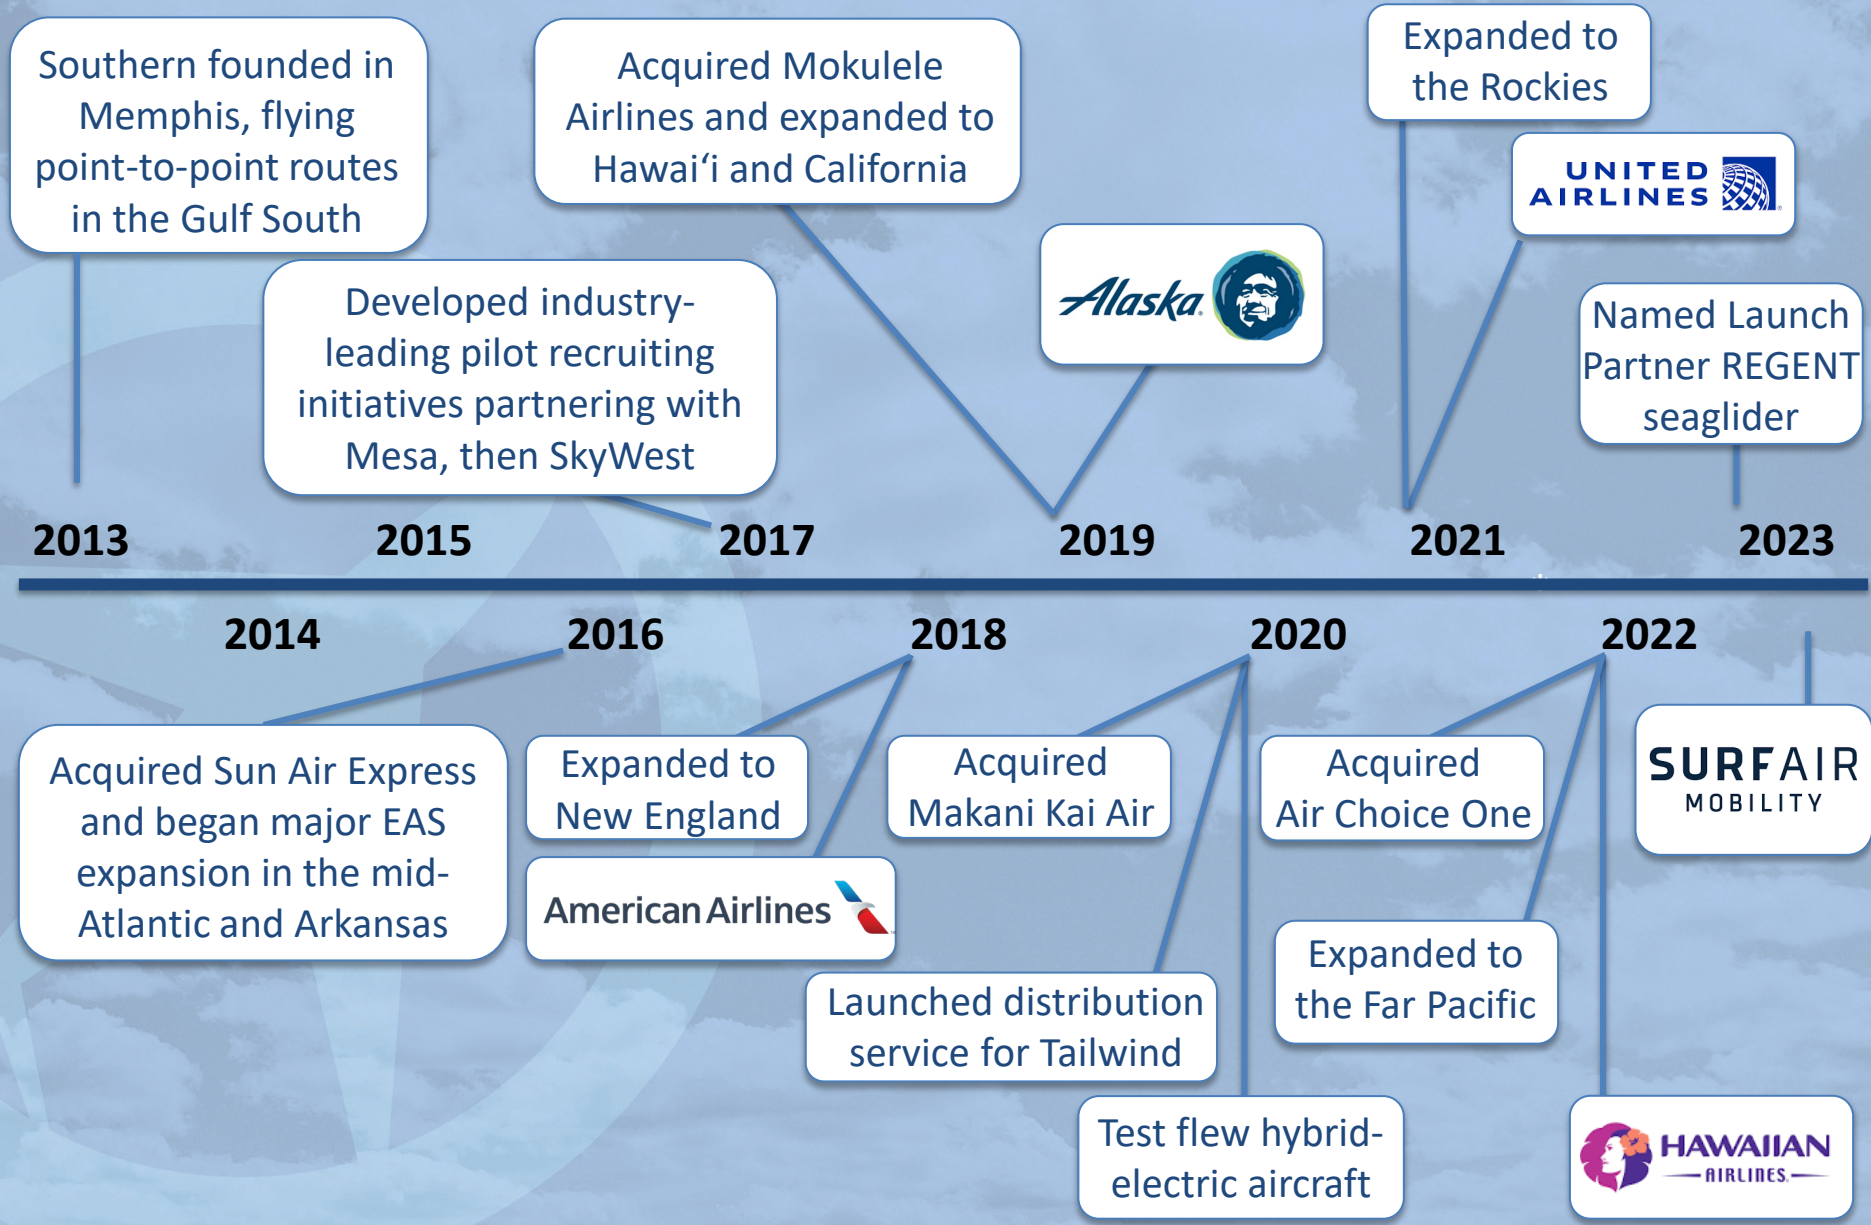 Southern founded in
Memphis, flying
point-to-point routes
in the Gulf South
Developed industry-
leading pilot recruiting
initiatives partnering with
Mesa, then SkyWest
Acquired Mokulele
Airlines and expanded to
Hawai‘i and California
Alaska
Expanded to
the Rockies
UNITED
AIRLINES
Named Launch
Partner REGENT
seaglider
2013
2015
2017
2019
2021
2023
2014
2016
2018
2020
2022
Acquired Sun Air Express
and began major EAS
expansion in the mid-
Atlantic and Arkansas
Expanded to
New England
American Airlines
Acquired
Makani Kai Air
Launched distribution
service for Tailwind
Test flew hybrid-
electric aircraft
Acquired
Air Choice One
Expanded to
the Far Pacific
HAWAIIAN
AIRLINES
SURFAIR
MOBILITY